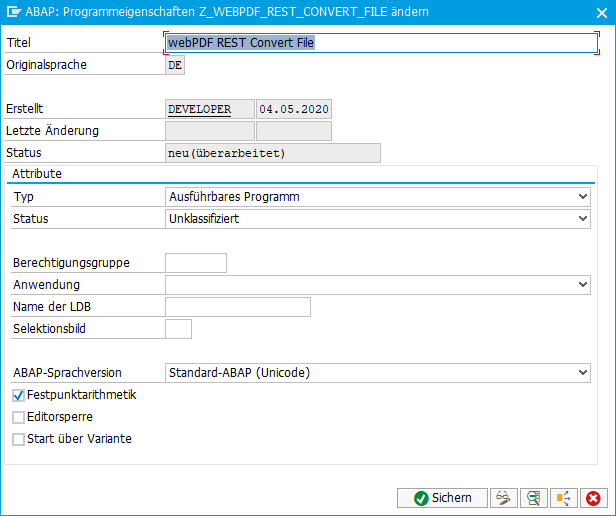 ABAP: Programmeigenschaften Z_WEBPDF_REST_CONVERT_FILE ändern
Titel webPDF REST Convert File
Originalsprache DE
Erstellt DEVELOPER 04.05.2020
Letzte Änderung
Status neu(überarbeitet)
Attribute
Typ Ausführbares Programm
Status Unklassifiziert
Berechtigungsgruppe
Anwendung
Name der LDB
Selektionsbild
ABAP-Sprachversion Standard-ABAP (Unicode)
Festpunktarithmetik
Editorsperre
Start über Variante
Sichern